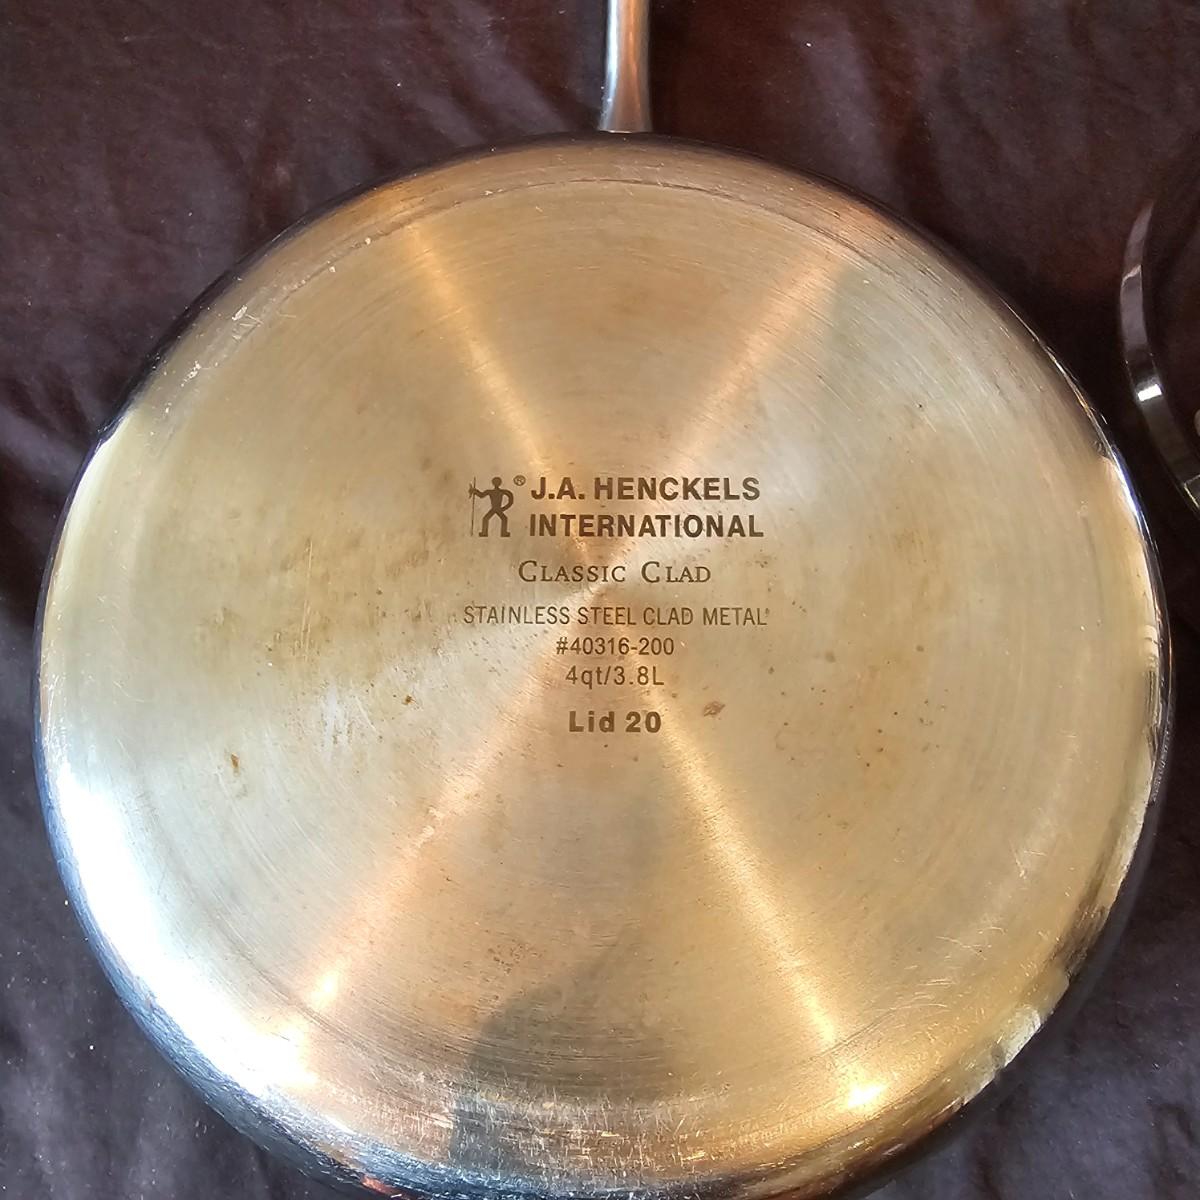 ® J.A. HENCKELS
INTERNATIONAL
CLASSIC CLAD
STAINLESS STEEL CLAD METAL
#40316-200
4qt/3.8L
Lid 20